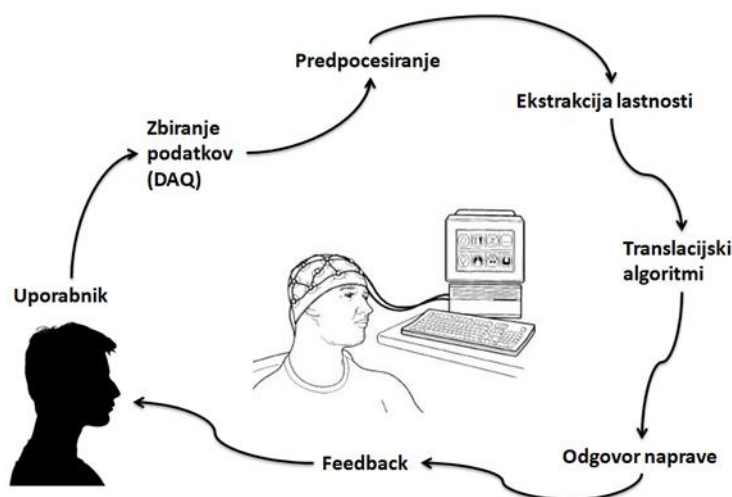 Predpocesiranje
Ekstrakcija lastnosti
Zbiranje
podatkov
(DAQ)
Translacijski
algoritmi
Uporabnik
Odgovor naprave
Feedback